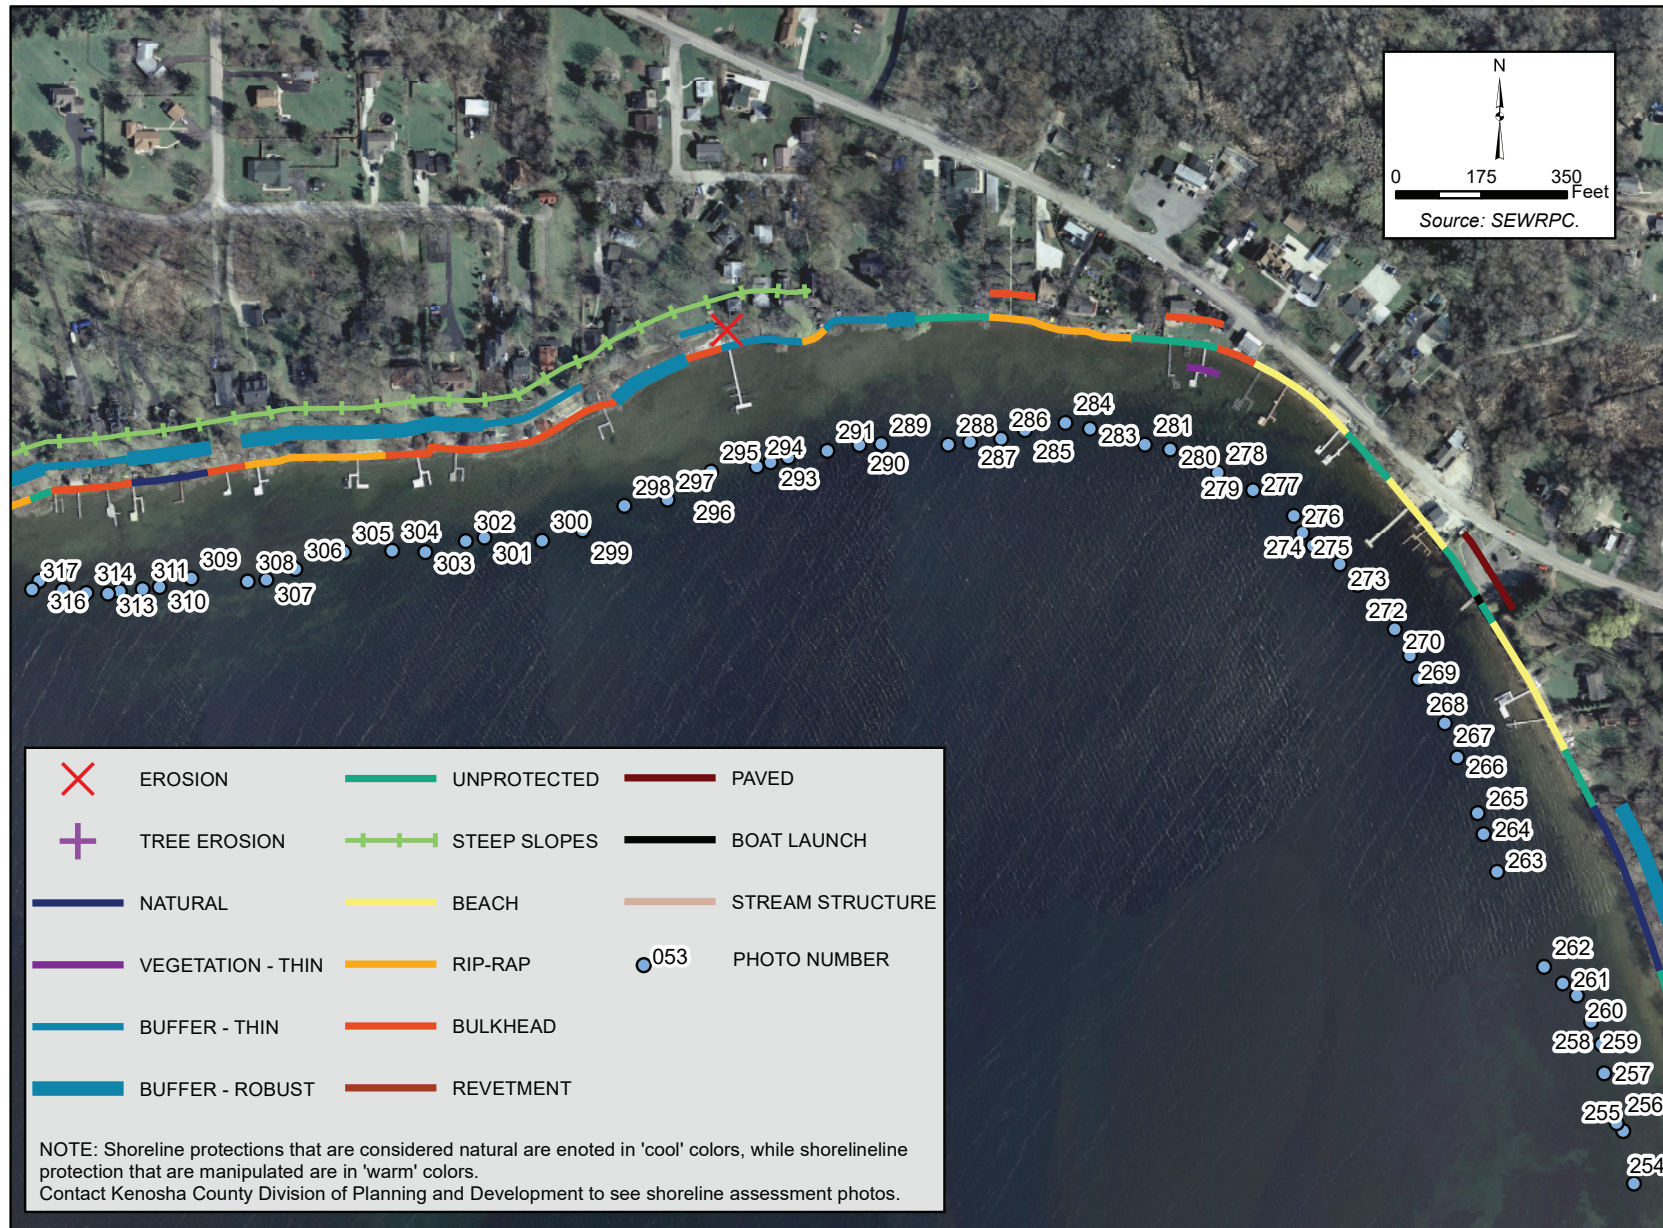 N
0 175 350
Feet
Source: SEWRPC.
284
286
288
289
291
294
295
297
298
283
281
285
287
290
293
296
280
278
279
277
276
274
275
273
272
270
269
268
267
266
265
264
263
262
261
260
258
259
257
255
256
254
300
302
304
305
306
308
309
311
314
317
299
301
303
307
310
313
316
EROSION
TREE EROSION
NATURAL
VEGETATION - THIN
BUFFER - THIN
BUFFER - ROBUST
UNPROTECTED
STEEP SLOPES
BEACH
RIP-RAP
BULKHEAD
REVETMENT
PAVED
BOAT LAUNCH
STREAM STRUCTURE
053
PHOTO NUMBER
NOTE: Shoreline protections that are considered natural are enoted in 'cool' colors, while shorelineline
protection that are manipulated are in 'warm' colors.
Contact Kenosha County Division of Planning and Development to see shoreline assessment photos.